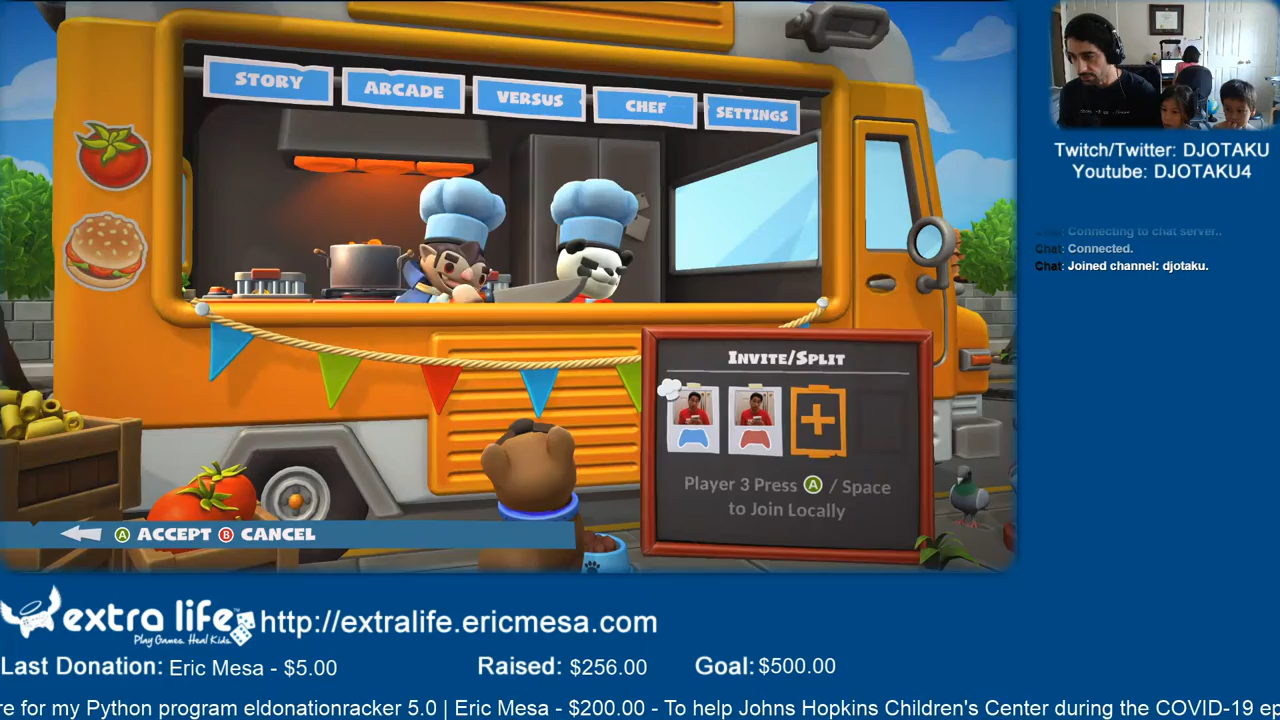 STORY
ARCADE
VERSUS
CHEF
SETTINGS
Twitch/Twitter: DJOTAKU
Youtube: DJOTAKU4
Chat: Connecting to chat server..
Chat: Connected.
Chat: Joined channel: djotaku.
INVITE/SPLIT
Player 3 Press A / Space
to Join Locally
A ACCEPT B CANCEL
extra life
Play Games. Heal Kids.
http://extralife.ericmesa.com
Last Donation: Eric Mesa - $5.00
Raised: $256.00
Goal: $500.00
re for my Python program eldonationracker 5.0 | Eric Mesa - $200.00 - To help Johns Hopkins Children's Center during the COVID-19 ep